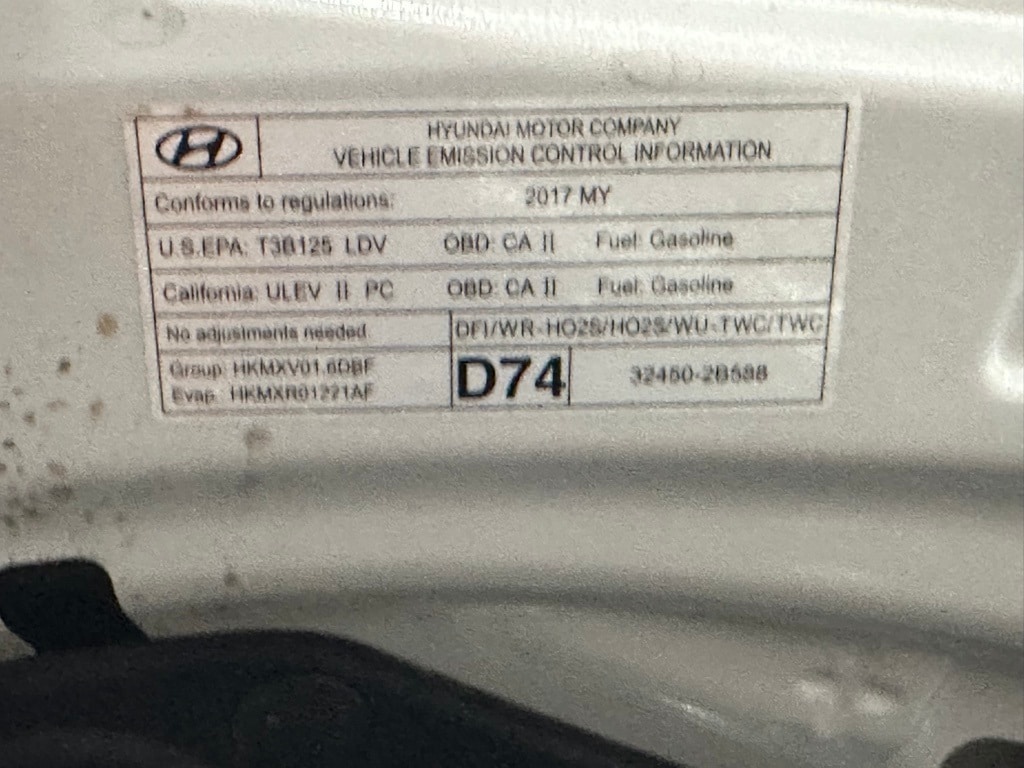 HYUNDAI MOTOR COMPANY
VEHICLE EMISSION CONTROL INFORMATION
Conforms to regulations: 2017 MY
U.S.EPA: T3B125 LDV OBD: CA II Fuel: Gasoline
California: ULEV II PC OBD: CA II Fuel: Gasoline
No adjustments needed DFI/WR-HO2S/HO2S/WU-TWC/TWC
Group: HKMXV01.6DBF
Evap: HKMXR01221AF
D74 32450-2B588